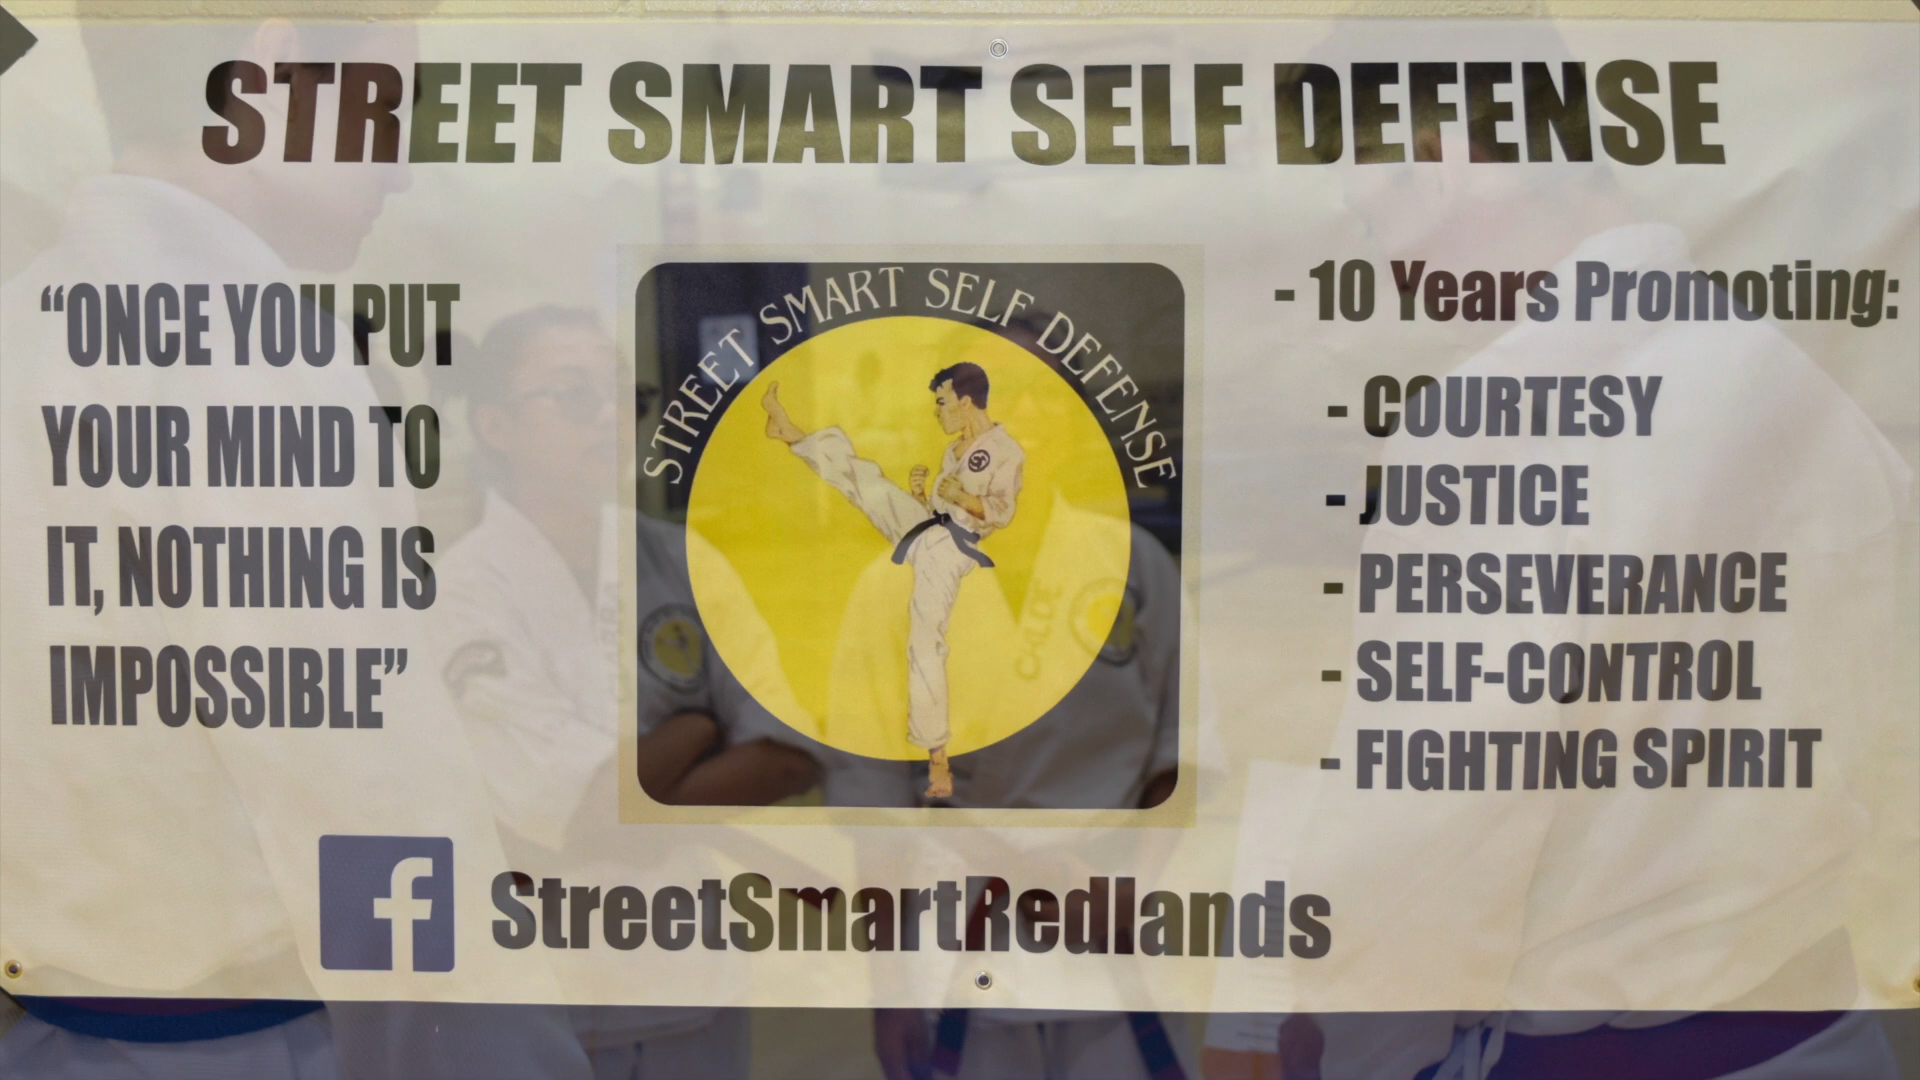 STREET SMART SELF DEFENSE
“ONCE YOU PUT
YOUR MIND TO
IT, NOTHING IS
IMPOSSIBLE”
STREET SMART SELF DEFENSE
- 10 Years Promoting:
- COURTESY
- JUSTICE
- PERSEVERANCE
- SELF-CONTROL
- FIGHTING SPIRIT
CHLOE
f StreetSmartRedlands